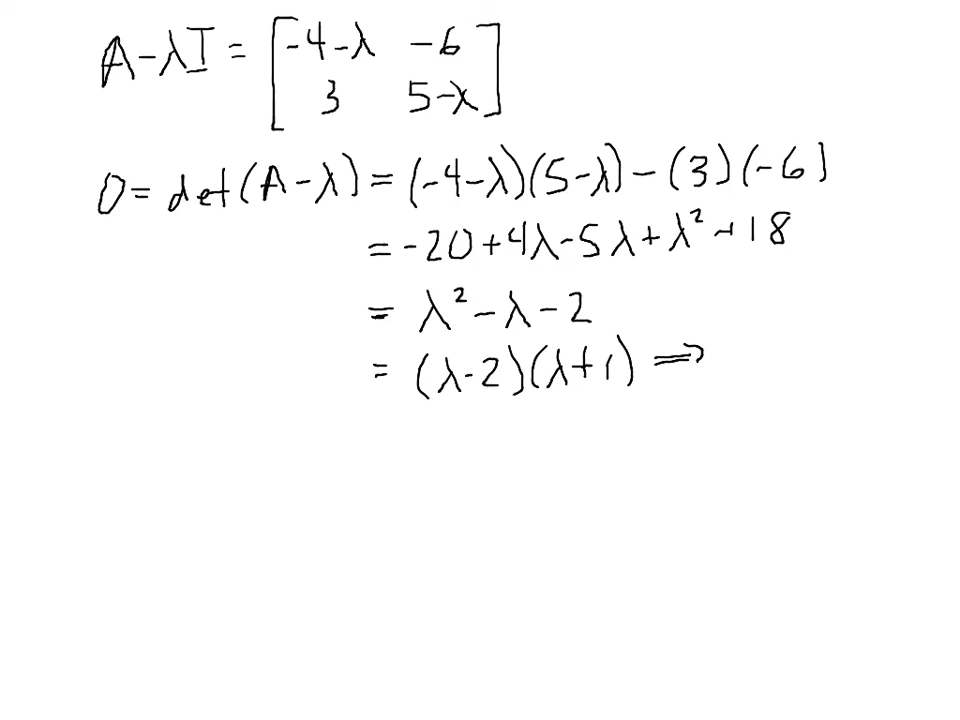 A-λI = [-4-λ -6
3 5-λ]
0 = det(A-λ) = (-4-λ)(5-λ) - (3)(-6)
= -20+4λ-5λ+λ²+18
= λ²-λ-2
= (λ-2)(λ+1) ⟹